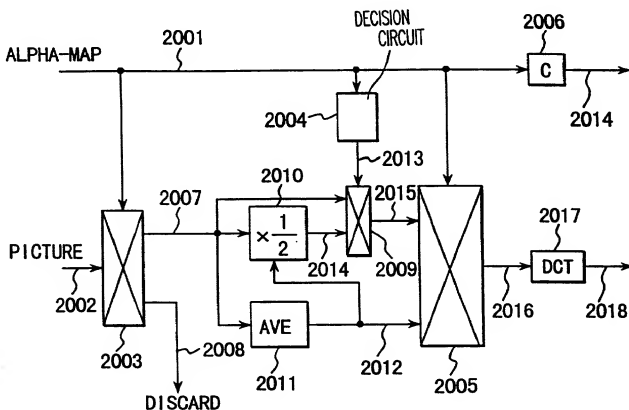 DECISION
CIRCUIT
2006
ALPHA-MAP
2001
C
2004
2014
2013
2010
2007
2015
2017
× 1/2
PICTURE
2014
2009
DCT
2002
2016
2018
AVE
2008
2012
2003
2011
2005
DISCARD